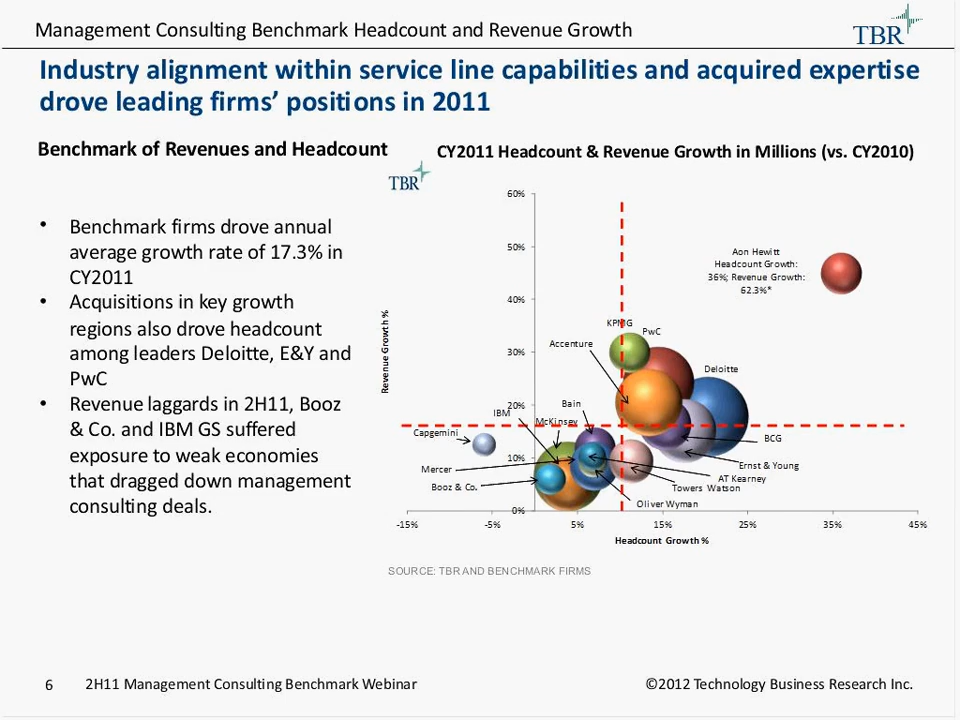 Management Consulting Benchmark Headcount and Revenue Growth
TBR
Industry alignment within service line capabilities and acquired expertise
drove leading firms’ positions in 2011
Benchmark of Revenues and Headcount
• Benchmark firms drove annual
average growth rate of 17.3% in
CY2011
• Acquisitions in key growth
regions also drove headcount
among leaders Deloitte, E&Y and
PwC
• Revenue laggards in 2H11, Booz
& Co. and IBM GS suffered
exposure to weak economies
that dragged down management
consulting deals.
CY2011 Headcount & Revenue Growth in Millions (vs. CY2010)
TBR
Revenue Growth %
60%
50%
40%
30%
20%
10%
0%
Aon Hewitt
Headcount Growth:
36%; Revenue Growth:
62.3%*
KPMG
PwC
Accenture
Deloitte
Bain
IBM
McKinsey
Capgemini
BCG
Ernst & Young
Mercer
AT Kearney
Booz & Co.
Towers Watson
Oliver Wyman
-15%
-5%
5%
15%
25%
35%
45%
Headcount Growth %
SOURCE: TBR AND BENCHMARK FIRMS
6
2H11 Management Consulting Benchmark Webinar
©2012 Technology Business Research Inc.